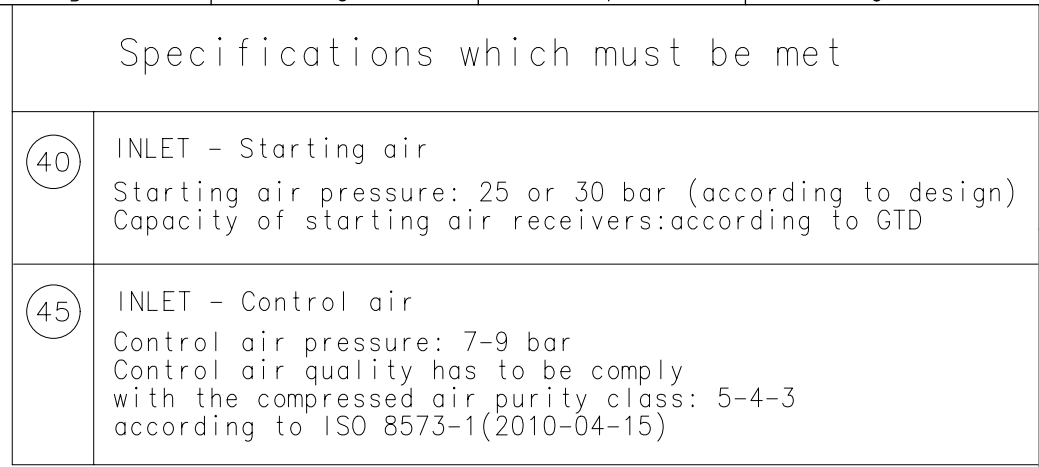 Specifications which must be met
40
INLET - Starting air
Starting air pressure: 25 or 30 bar (according to design)
Capacity of starting air receivers:according to GTD
45
INLET - Control air
Control air pressure: 7-9 bar
Control air quality has to be comply
with the compressed air purity class: 5-4-3
according to ISO 8573-1(2010-04-15)